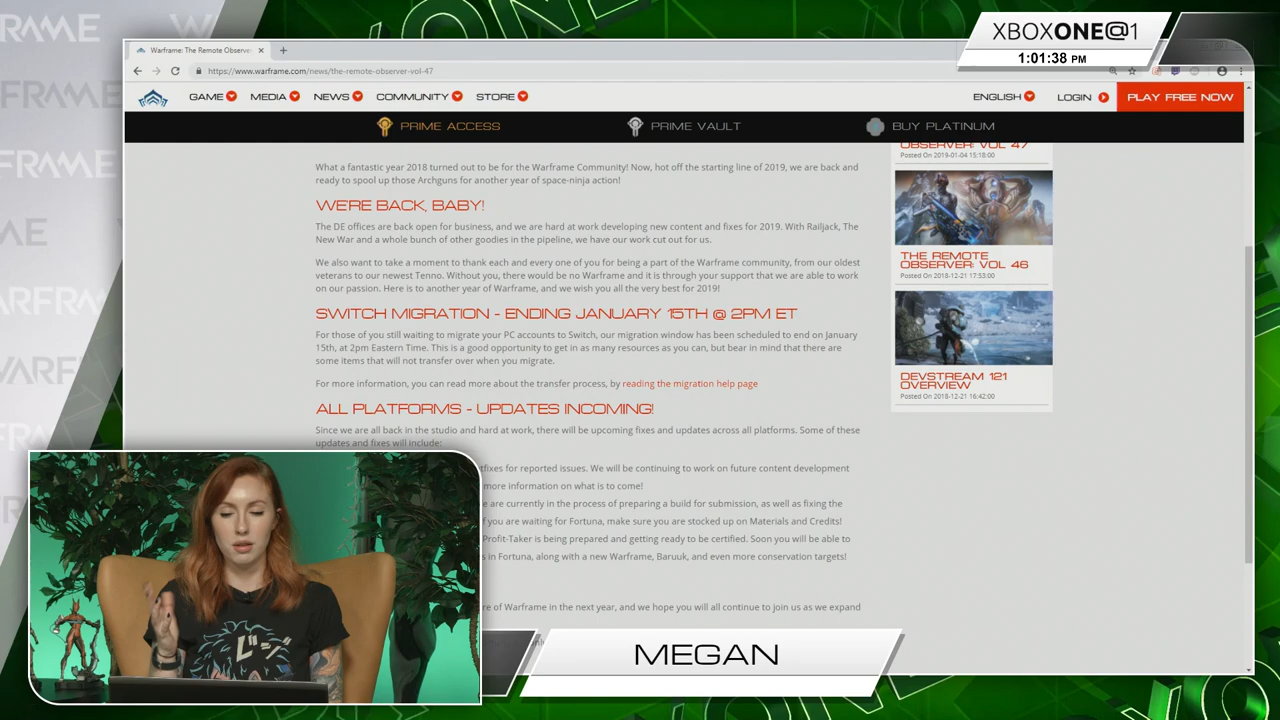 XBOXONE@1
1:01:38 PM
Warframe: The Remote Observer
https://www.warframe.com/news/the-remote-observer-vol-47
GAME MEDIA NEWS COMMUNITY STORE ENGLISH LOGIN PLAY FREE NOW
PRIME ACCESS PRIME VAULT BUY PLATINUM
What a fantastic year 2018 turned out to be for the Warframe Community! Now, hot off the starting line of 2019, we are back and
ready to spool up those Archguns for another year of space-ninja action!
WERE BACK, BABY!
The DE offices are back open for business, and we are hard at work developing new content and fixes for 2019. With Railjack, The
New War and a whole bunch of other goodies in the pipeline, we have our work cut out for us.
We also want to take a moment to thank each and every one of you for being a part of the Warframe community, from our oldest
veterans to our newest Tenno. Without you, there would be no Warframe and it is through your support that we are able to work
on our passion. Here is to another year of Warframe, and we wish you all the very best for 2019!
SWITCH MIGRATION - ENDING JANUARY 15TH @ 2PM ET
For those of you still waiting to migrate your PC accounts to Switch, our migration window has been scheduled to end on January
15th, at 2pm Eastern Time. This is a good opportunity to get in as many resources as you can, but bear in mind that there are
some items that will not transfer over when you migrate.
For more information, you can read more about the transfer process, by reading the migration help page
ALL PLATFORMS - UPDATES INCOMING!
Since we are all back in the studio and hard at work, there will be upcoming fixes and updates across all platforms. Some of these
updates and fixes will include:
tfixes for reported issues. We will be continuing to work on future content development
more information on what is to come!
e are currently in the process of preparing a build for submission, as well as fixing the
f you are waiting for Fortuna, make sure you are stocked up on Materials and Credits!
Profit-Taker is being prepared and getting ready to be certified. Soon you will be able to
s in Fortuna, along with a new Warframe, Baruuk, and even more conservation targets!
re of Warframe in the next year, and we hope you will all continue to join us as we expand
OBSERVER: VOL 47
Posted On 2019-01-04 15:18:00
THE REMOTE
OBSERVER: VOL 46
Posted On 2018-12-21 17:53:00
DEVSTREAM 121
OVERVIEW
Posted On 2018-12-21 16:42:00
MEGAN